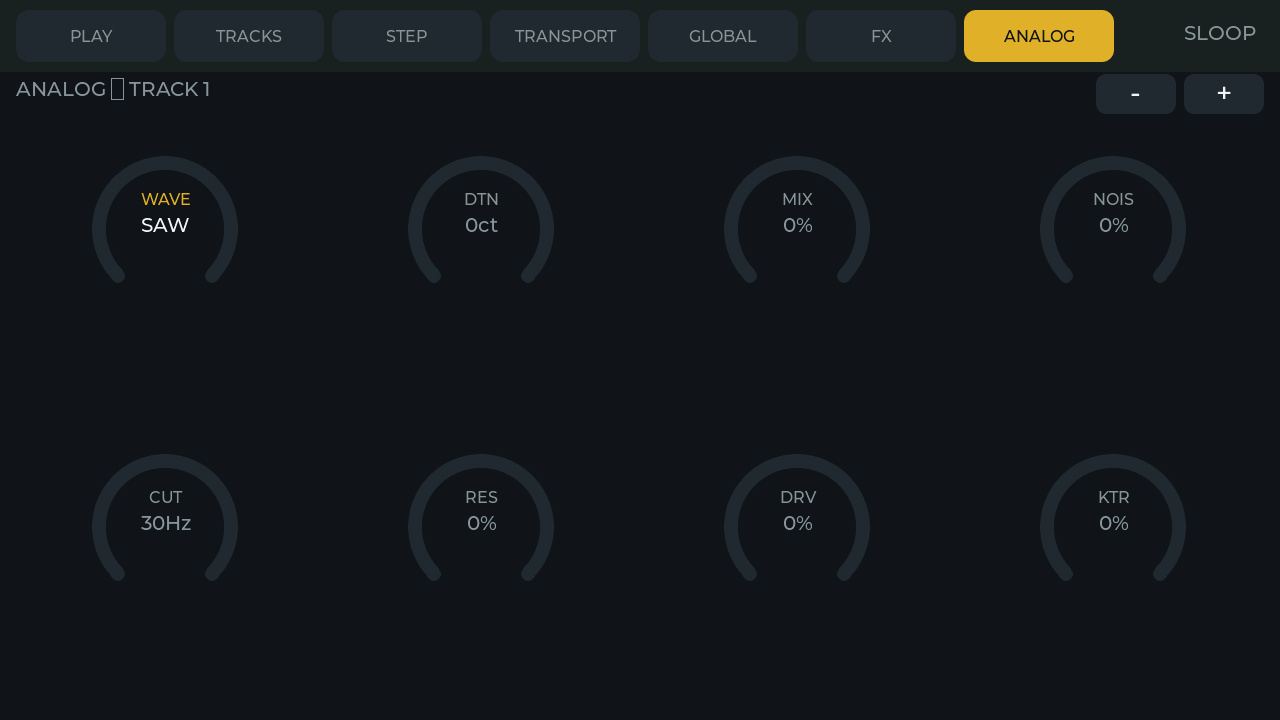 PLAY TRACKS STEP TRANSPORT GLOBAL FX ANALOG SLOOP
ANALOG ▯ TRACK 1 - +
WAVE DTN MIX NOIS
SAW 0ct 0% 0%
CUT RES DRV KTR
30Hz 0% 0% 0%